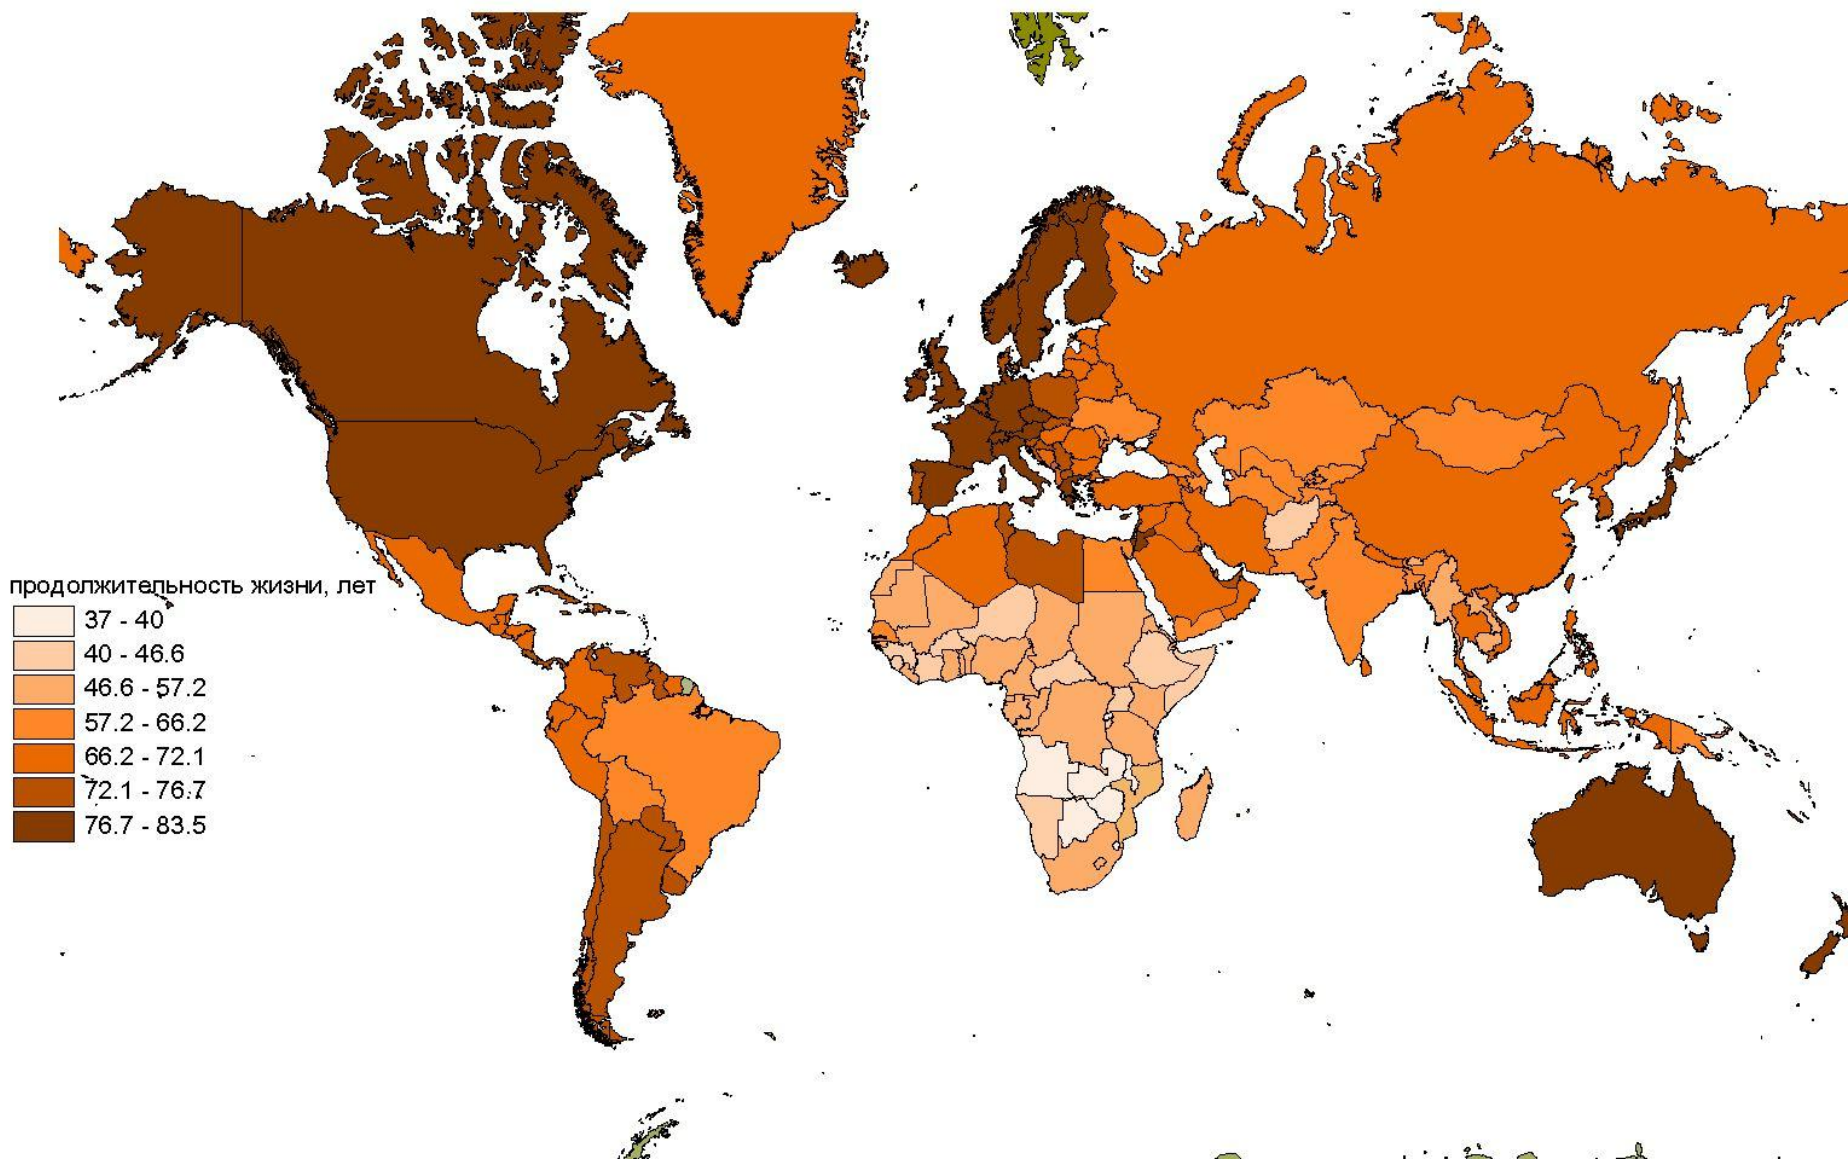 продолжительность жизни, лет
37 - 40
40 - 46.6
46.6 - 57.2
57.2 - 66.2
66.2 - 72.1
72.1 - 76.7
76.7 - 83.5